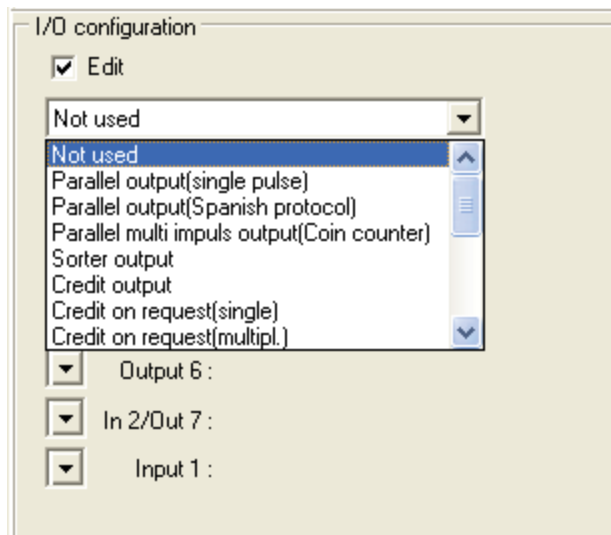 I/O configuration
Edit
Not used
Not used
Parallel output(single pulse)
Parallel output(Spanish protocol)
Parallel multi impuls output(Coin counter)
Sorter output
Credit output
Credit on request(single)
Credit on request(multipl.)
Output 6 :
In 2/Out 7 :
Input 1 :